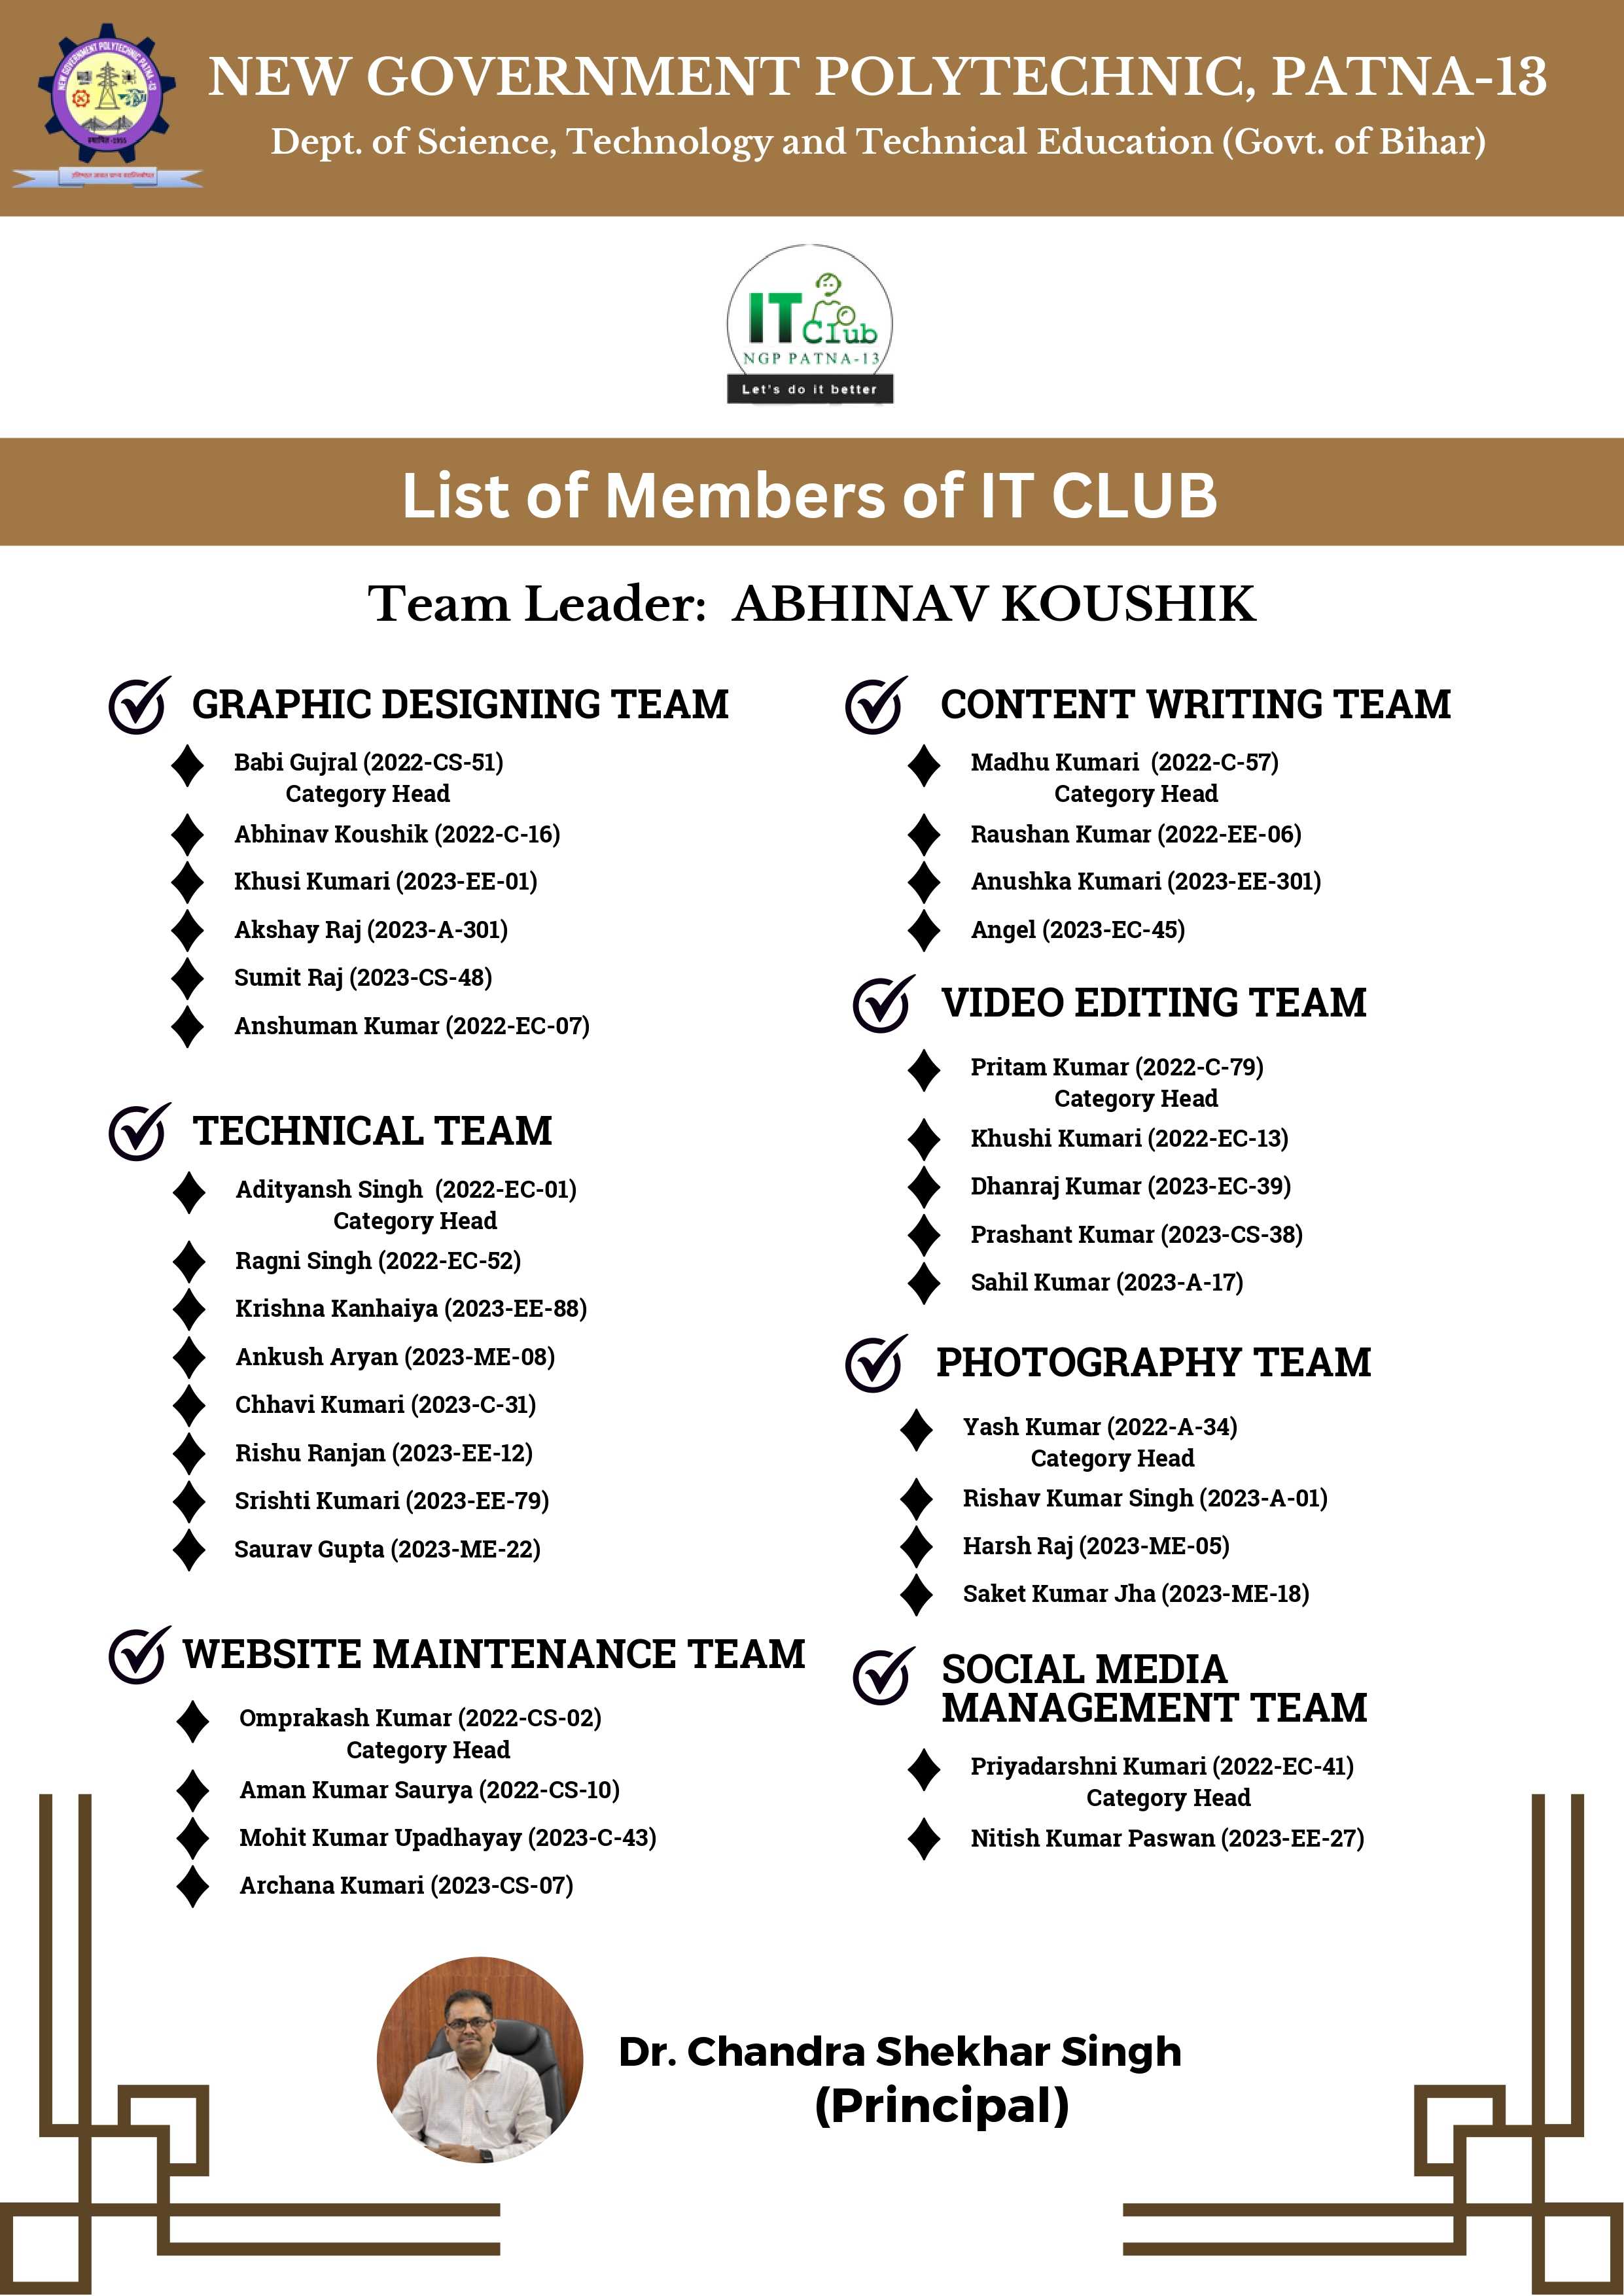 NEW GOVERNMENT POLYTECHNIC, PATNA-13
Dept. of Science, Technology and Technical Education (Govt. of Bihar)
NEW GOVERNMENT POLYTECHNIC PATNA-13
स्थापित -1955
IT Club
NGP PATNA-13
Let's do it better
List of Members of IT CLUB
Team Leader: ABHINAV KOUSHIK
GRAPHIC DESIGNING TEAM
Babi Gujral (2022-CS-51)
Category Head
Abhinav Koushik (2022-C-16)
Khusi Kumari (2023-EE-01)
Akshay Raj (2023-A-301)
Sumit Raj (2023-CS-48)
Anshuman Kumar (2022-EC-07)
TECHNICAL TEAM
Adityansh Singh (2022-EC-01)
Category Head
Ragni Singh (2022-EC-52)
Krishna Kanhaiya (2023-EE-88)
Ankush Aryan (2023-ME-08)
Chhavi Kumari (2023-C-31)
Rishu Ranjan (2023-EE-12)
Srishti Kumari (2023-EE-79)
Saurav Gupta (2023-ME-22)
WEBSITE MAINTENANCE TEAM
Omprakash Kumar (2022-CS-02)
Category Head
Aman Kumar Saurya (2022-CS-10)
Mohit Kumar Upadhayay (2023-C-43)
Archana Kumari (2023-CS-07)
CONTENT WRITING TEAM
Madhu Kumari (2022-C-57)
Category Head
Raushan Kumar (2022-EE-06)
Anushka Kumari (2023-EE-301)
Angel (2023-EC-45)
VIDEO EDITING TEAM
Pritam Kumar (2022-C-79)
Category Head
Khushi Kumari (2022-EC-13)
Dhanraj Kumar (2023-EC-39)
Prashant Kumar (2023-CS-38)
Sahil Kumar (2023-A-17)
PHOTOGRAPHY TEAM
Yash Kumar (2022-A-34)
Category Head
Rishav Kumar Singh (2023-A-01)
Harsh Raj (2023-ME-05)
Saket Kumar Jha (2023-ME-18)
SOCIAL MEDIA
MANAGEMENT TEAM
Priyadarshni Kumari (2022-EC-41)
Category Head
Nitish Kumar Paswan (2023-EE-27)
Dr. Chandra Shekhar Singh
(Principal)